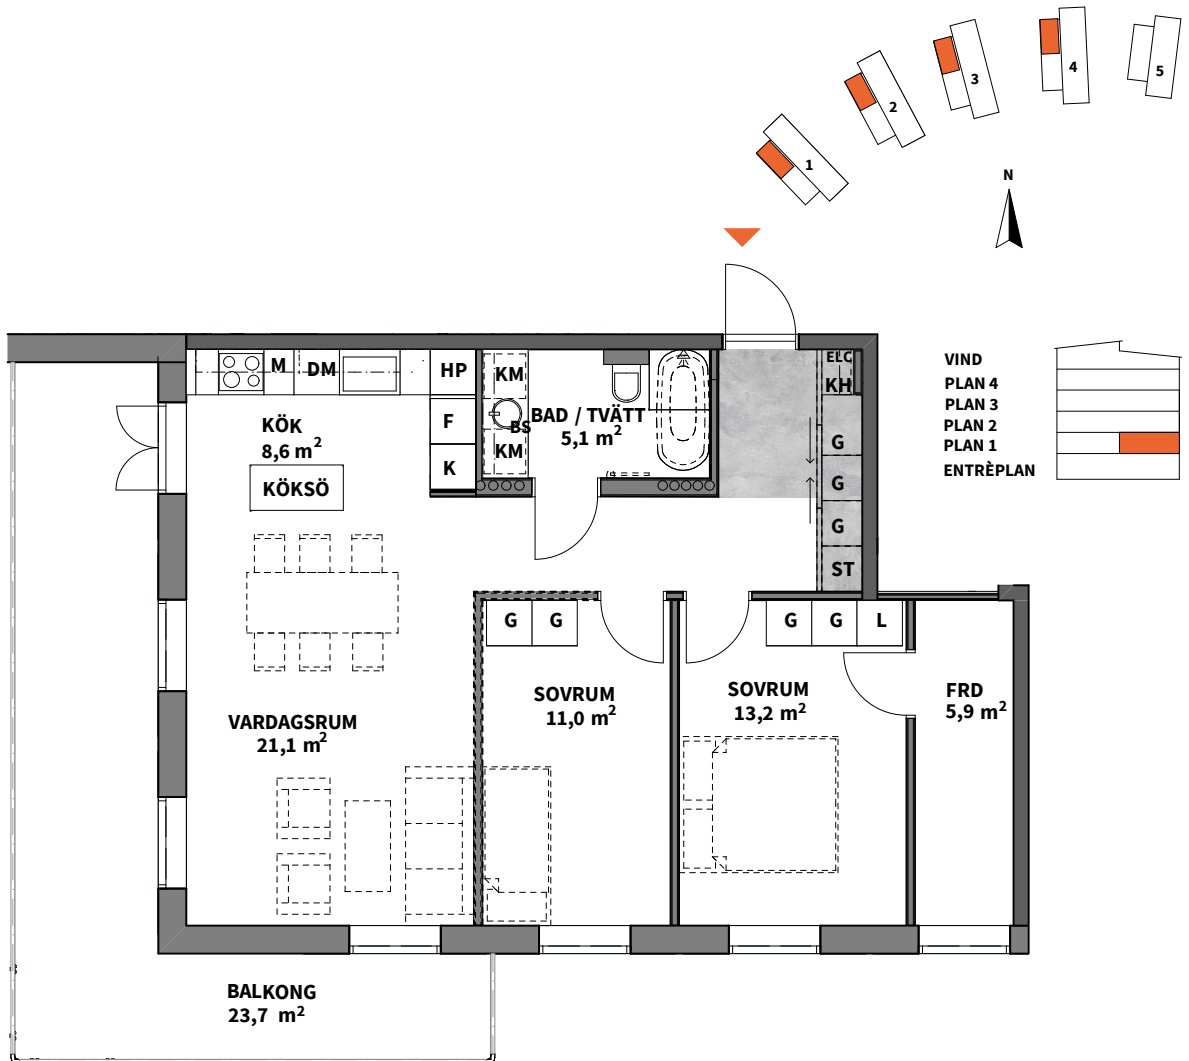 1
2
3
4
5
N
VIND
PLAN 4
PLAN 3
PLAN 2
PLAN 1
ENTRÈPLAN
M
DM
HP
F
K
KÖK
8,6 m²
KÖKSÖ
KM
BS
KM
BAD / TVÄTT
5,1 m²
ELC
KH
G
G
G
ST
G
G
G
G
L
SOVRUM
11,0 m²
SOVRUM
13,2 m²
FRD
5,9 m²
VARDAGSRUM
21,1 m²
BALKONG
23,7 m²